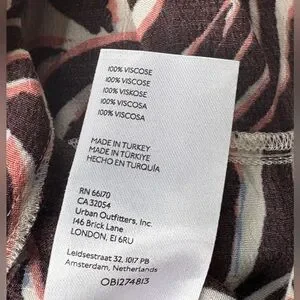 100% VISCOSE
100% VISCOSE
100% VISKOSE
100% VISCOSA
100% VISCOSA
MADE IN TURKEY
MADE IN TÜRKIYE
HECHO EN TURQUÍA
RN 66170
CA 32054
Urban Outfitters, Inc.
146 Brick Lane
LONDON, E1 6RU
Leidsestraat 32, 1017 PB
Amsterdam, Netherlands
OB1274813